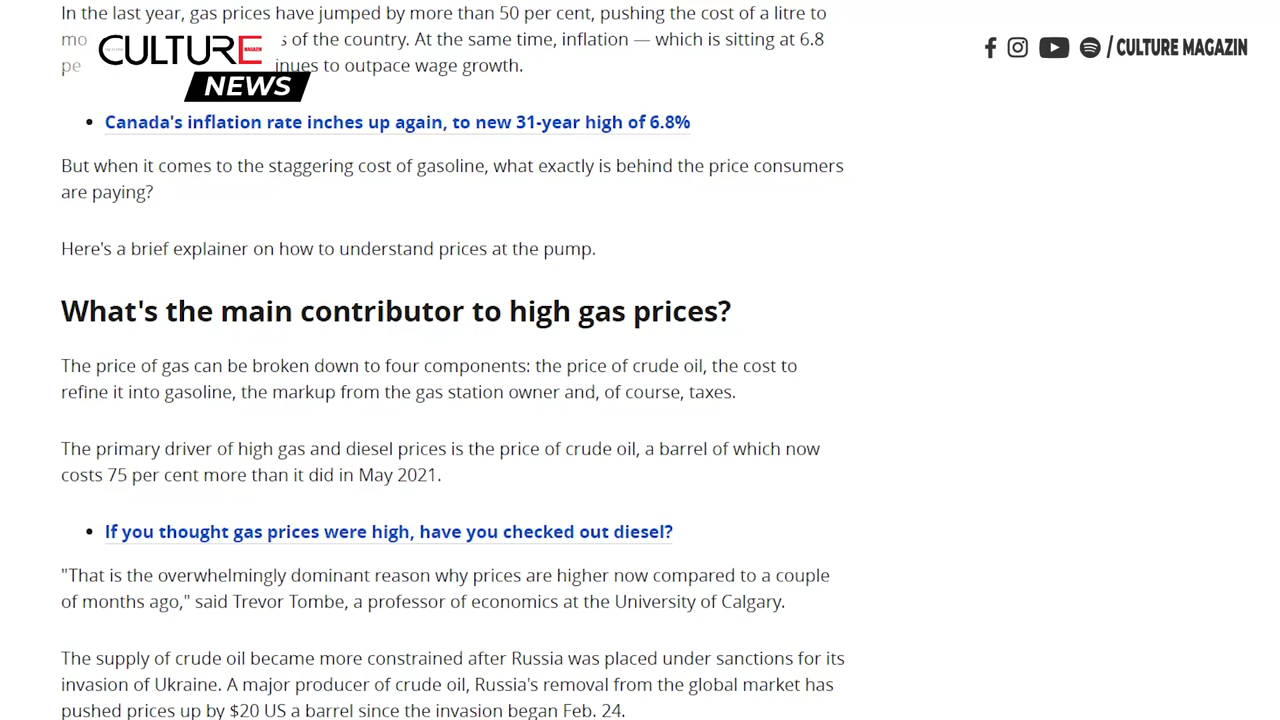 In the last year, gas prices have jumped by more than 50 per cent, pushing the cost of a litre to
mo s of the country. At the same time, inflation — which is sitting at 6.8
pe inues to outpace wage growth.
CULTURE
NEWS
/ CULTURE MAGAZIN
• Canada's inflation rate inches up again, to new 31-year high of 6.8%
But when it comes to the staggering cost of gasoline, what exactly is behind the price consumers
are paying?
Here's a brief explainer on how to understand prices at the pump.
What's the main contributor to high gas prices?
The price of gas can be broken down to four components: the price of crude oil, the cost to
refine it into gasoline, the markup from the gas station owner and, of course, taxes.
The primary driver of high gas and diesel prices is the price of crude oil, a barrel of which now
costs 75 per cent more than it did in May 2021.
• If you thought gas prices were high, have you checked out diesel?
"That is the overwhelmingly dominant reason why prices are higher now compared to a couple
of months ago," said Trevor Tombe, a professor of economics at the University of Calgary.
The supply of crude oil became more constrained after Russia was placed under sanctions for its
invasion of Ukraine. A major producer of crude oil, Russia's removal from the global market has
pushed prices up by $20 US a barrel since the invasion began Feb. 24.